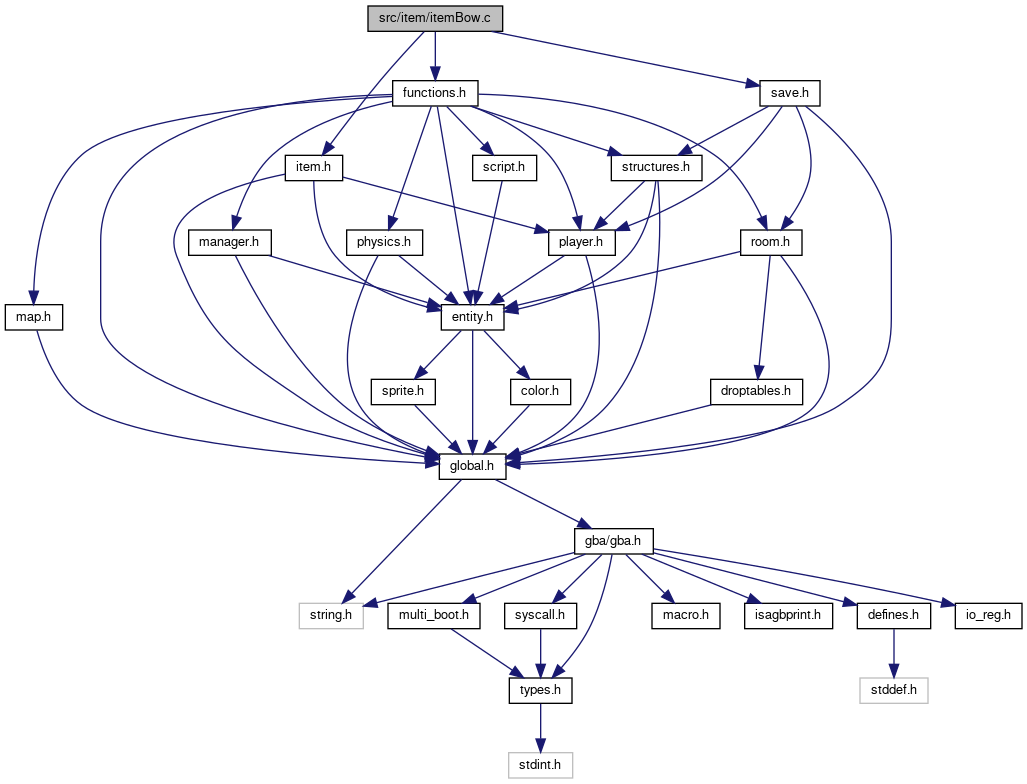 src/item/itemBow.c
functions.h
save.h
item.h
script.h
structures.h
manager.h
physics.h
player.h
room.h
map.h
entity.h
sprite.h
color.h
droptables.h
global.h
gba/gba.h
string.h
multi_boot.h
syscall.h
macro.h
isagbprint.h
defines.h
io_reg.h
types.h
stddef.h
stdint.h